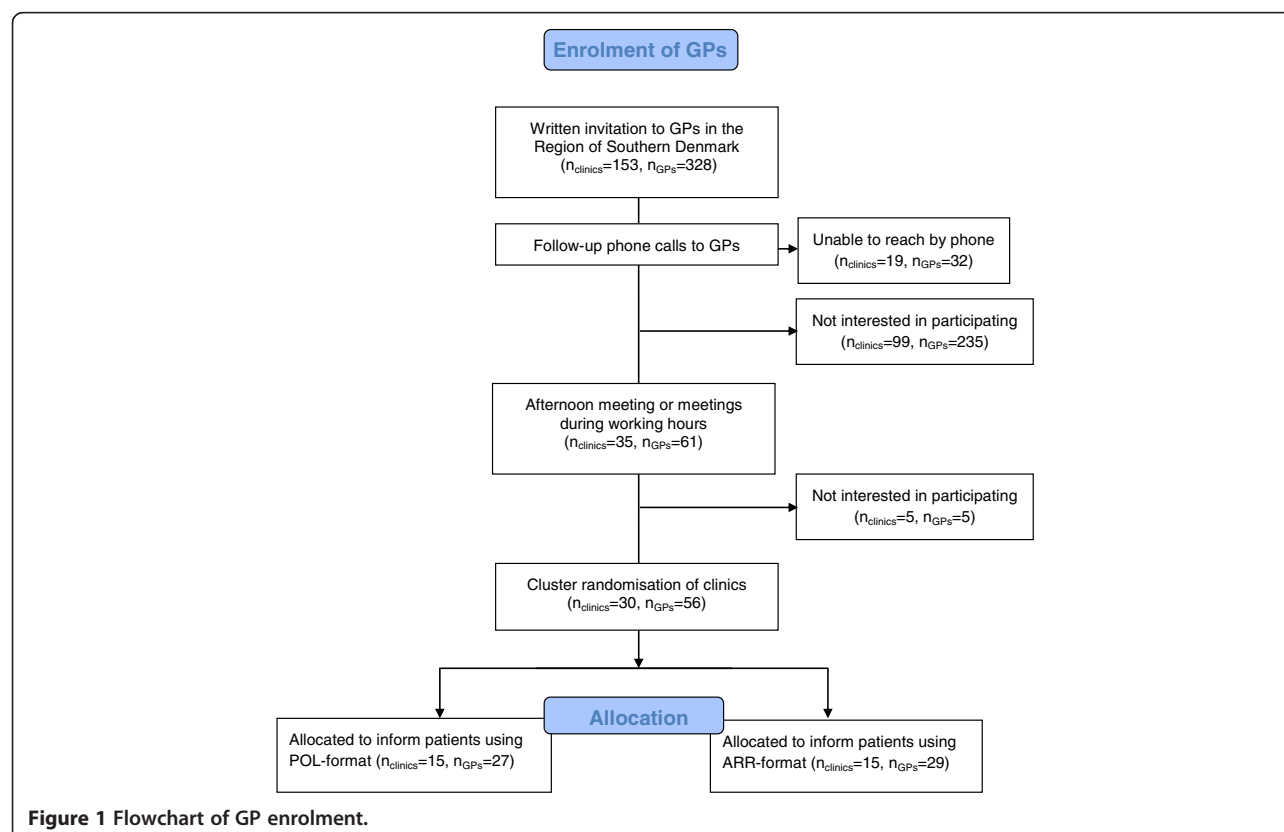 Enrolment of GPs
Written invitation to GPs in the
Region of Southern Denmark
(nclinics=153, nGPs=328)
Follow-up phone calls to GPs
Unable to reach by phone
(nclinics=19, nGPs=32)
Not interested in participating
(nclinics=99, nGPs=235)
Afternoon meeting or meetings
during working hours
(nclinics=35, nGPs=61)
Not interested in participating
(nclinics=5, nGPs=5)
Cluster randomisation of clinics
(nclinics=30, nGPs=56)
Allocation
Allocated to inform patients using
POL-format (nclinics=15, nGPs=27)
Allocated to inform patients using
ARR-format (nclinics=15, nGPs=29)
Figure 1 Flowchart of GP enrolment.